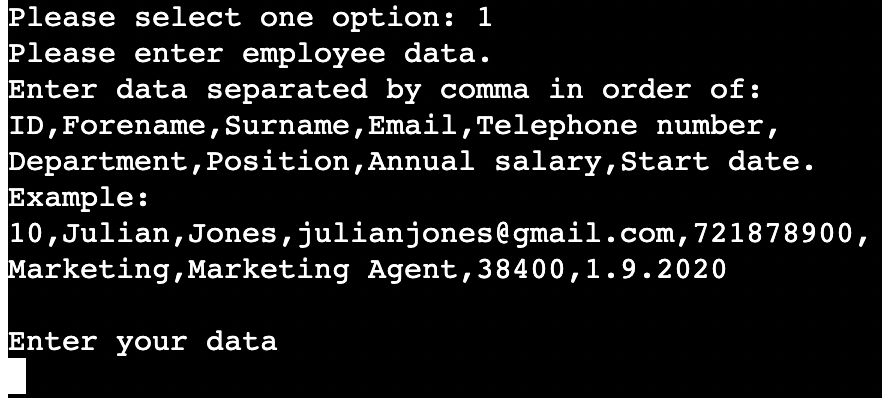 Please select one option: 1
Please enter employee data.
Enter data separated by comma in order of:
ID,Forename,Surname,Email,Telephone number,
Department,Position,Annual salary,Start date.
Example:
10,Julian,Jones,julianjones@gmail.com,721878900,
Marketing,Marketing Agent,38400,1.9.2020
Enter your data